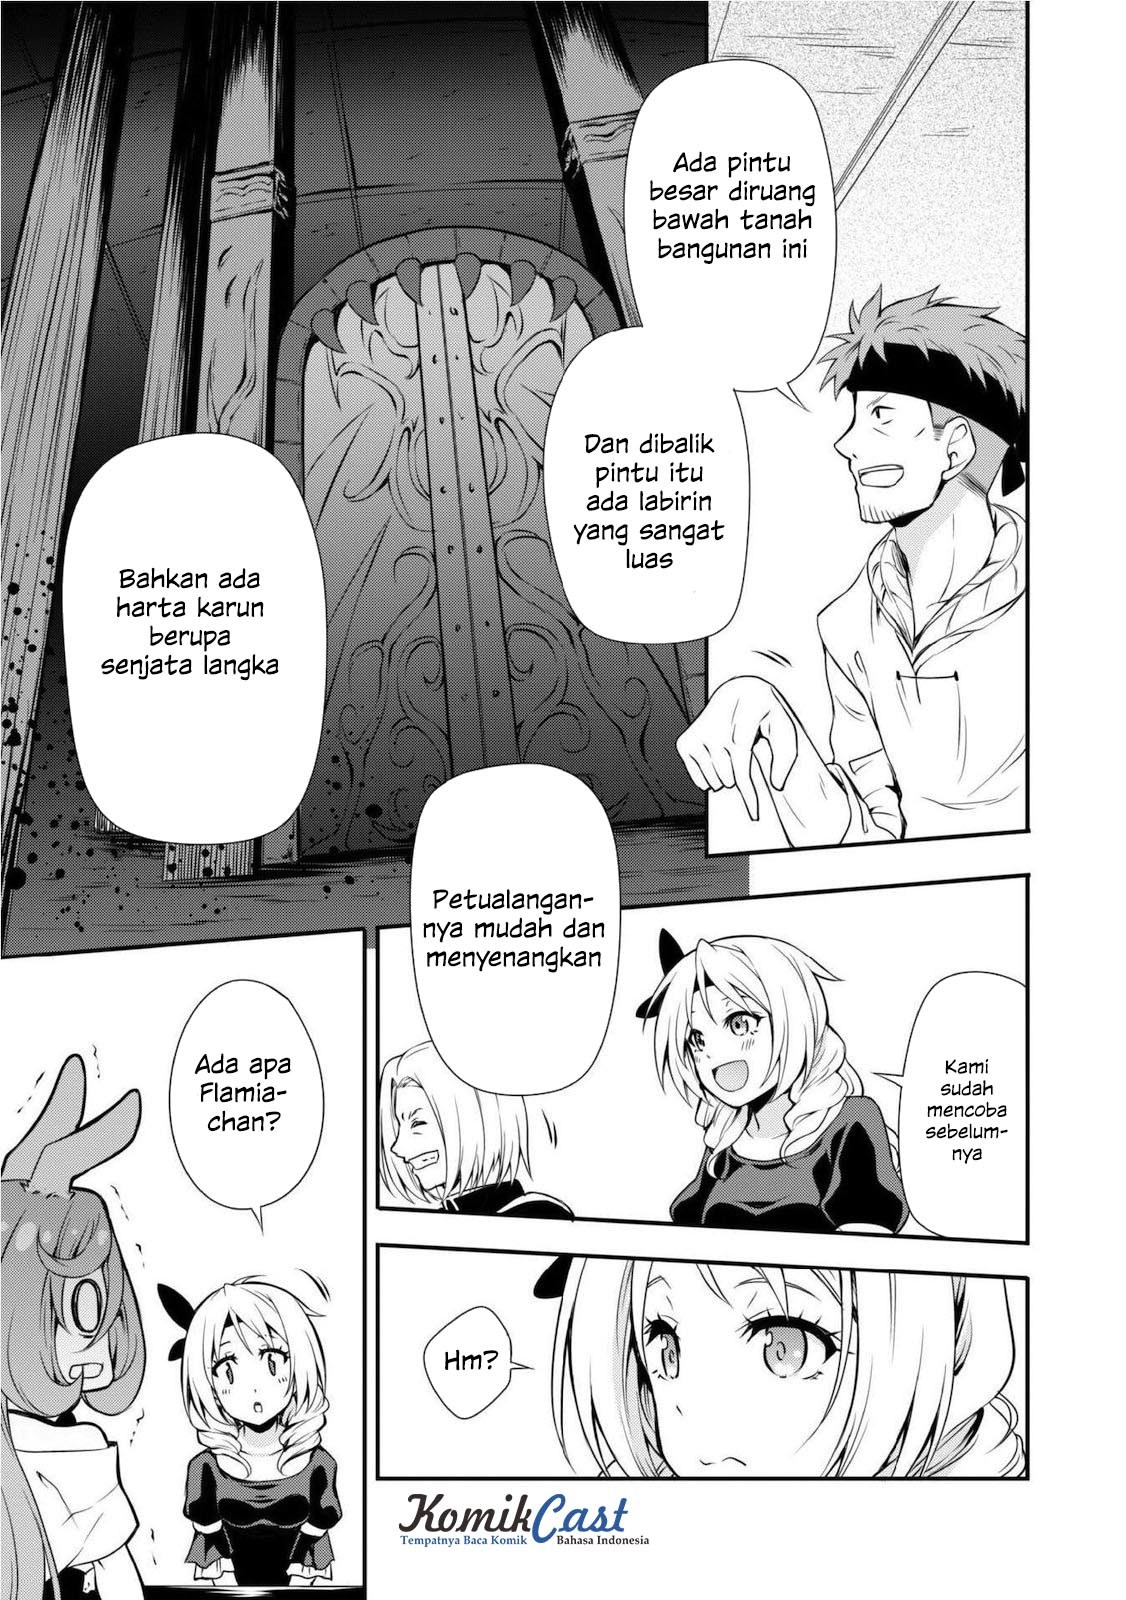 Ada pintu
besar diruang
bawah tanah
bangunan ini
Dan dibalik
pintu itu
ada labirin
yang sangat
luas
Bahkan ada
harta karun
berupa
senjata langka
Kami
sudah
mencoba
sebelum-
nya
Petualangan-
nya mudah dan
menyenangkan
Hm?
Ada apa
Flamia-
chan?
KomikCast
Tempatnya Baca Komik Bahasa Indonesia